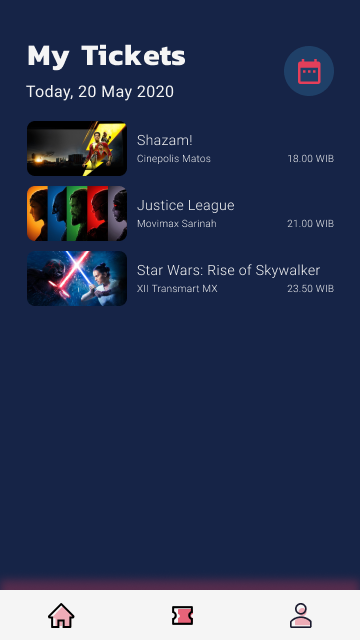 My Tickets
Today, 20 May 2020
Shazam!
Cinepolis Matos 18.00 WIB
Justice League
Movimax Sarinah 21.00 WIB
Star Wars: Rise of Skywalker
XII Transmart MX 23.50 WIB